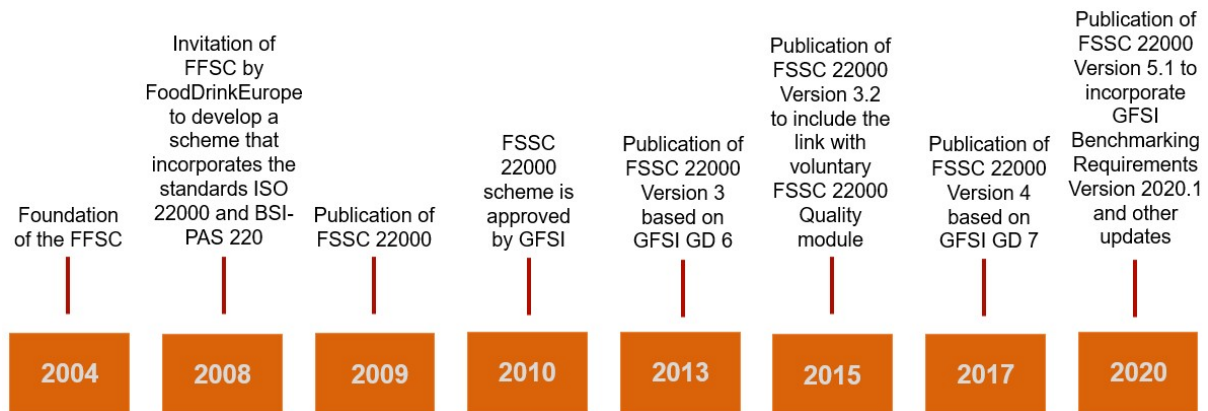 Foundation
of the FFSC
2004
Invitation of
FFSC by
FoodDrinkEurope
to develop a
scheme that
incorporates the
standards ISO
22000 and BSI-
PAS 220
2008
Publication of
FSSC 22000
2009
FSSC
22000
scheme is
approved
by GFSI
2010
Publication of
FSSC 22000
Version 3
based on
GFSI GD 6
2013
Publication of
FSSC 22000
Version 3.2
to include the
link with
voluntary
FSSC 22000
Quality
module
2015
Publication of
FSSC 22000
Version 4
based on
GFSI GD 7
2017
Publication of
FSSC 22000
Version 5.1 to
incorporate
GFSI
Benchmarking
Requirements
Version 2020.1
and other
updates
2020